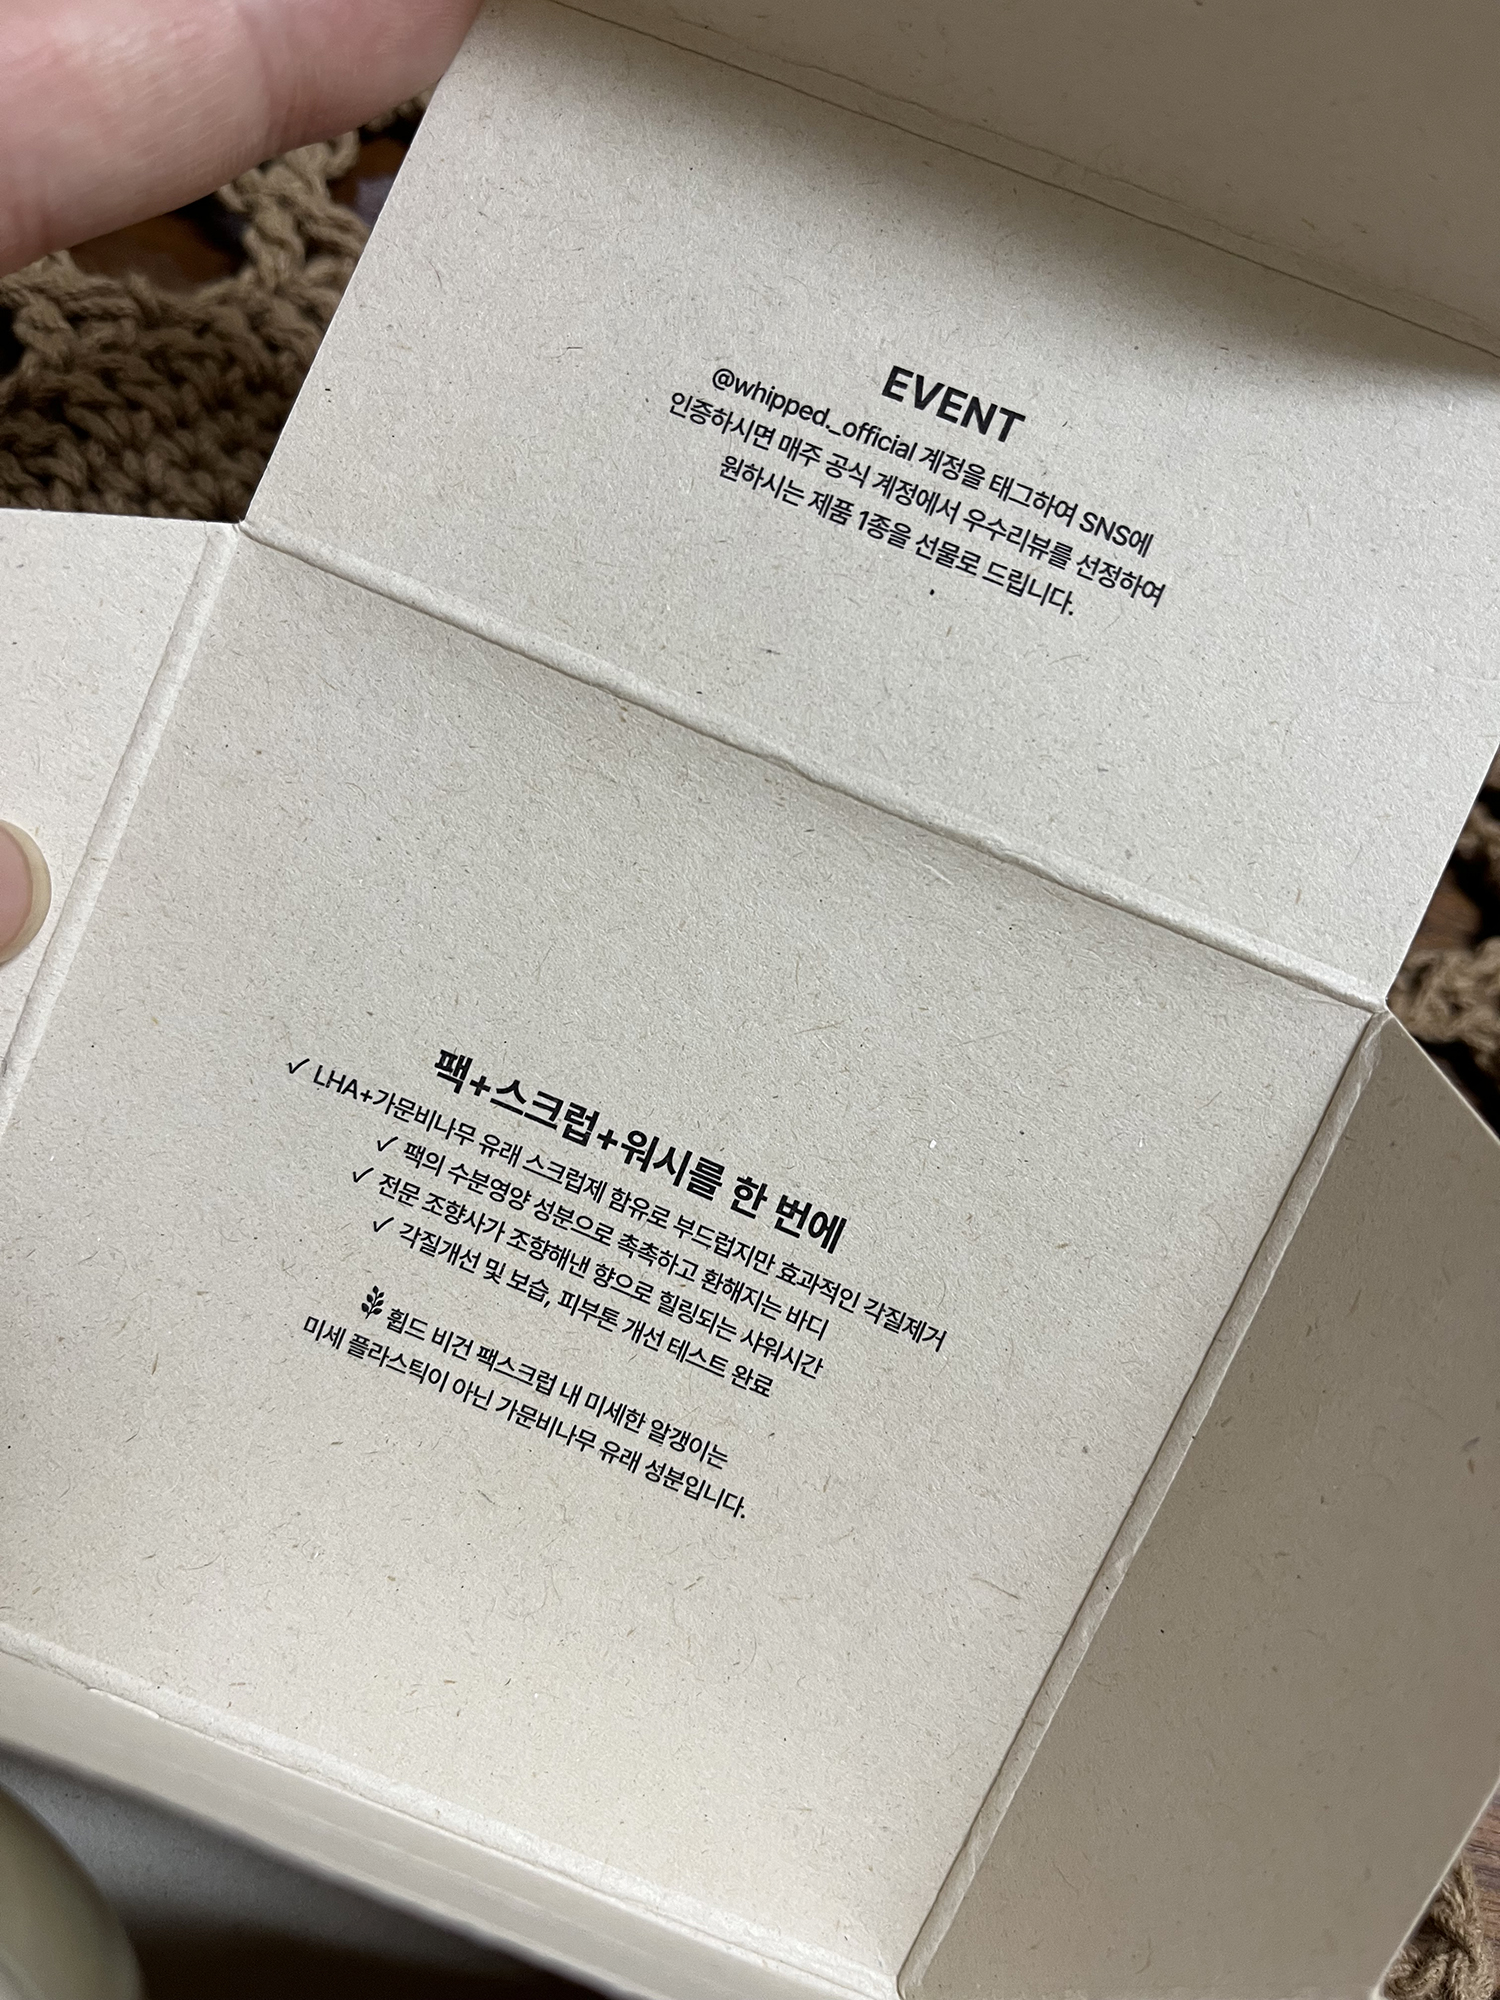 EVENT
@whipped._official 계정을 태그하여 SNS에
인증하시면 매주 공식 계정에서 우수리뷰를 선정하여
원하시는 제품 1종을 선물로 드립니다.
팩+스크럽+워시를 한 번에
✓ LHA+가문비나무 유래 스크럽제 함유로 부드럽지만 효과적인 각질제거
✓ 팩의 수분영양 성분으로 촉촉하고 환해지는 바디
✓ 전문 조향사가 조향해낸 향으로 힐링되는 샤워시간
✓ 각질개선 및 보습, 피부톤 개선 테스트 완료
휩드 비건 팩스크럽 내 미세한 알갱이는
미세 플라스틱이 아닌 가문비나무 유래 성분입니다.